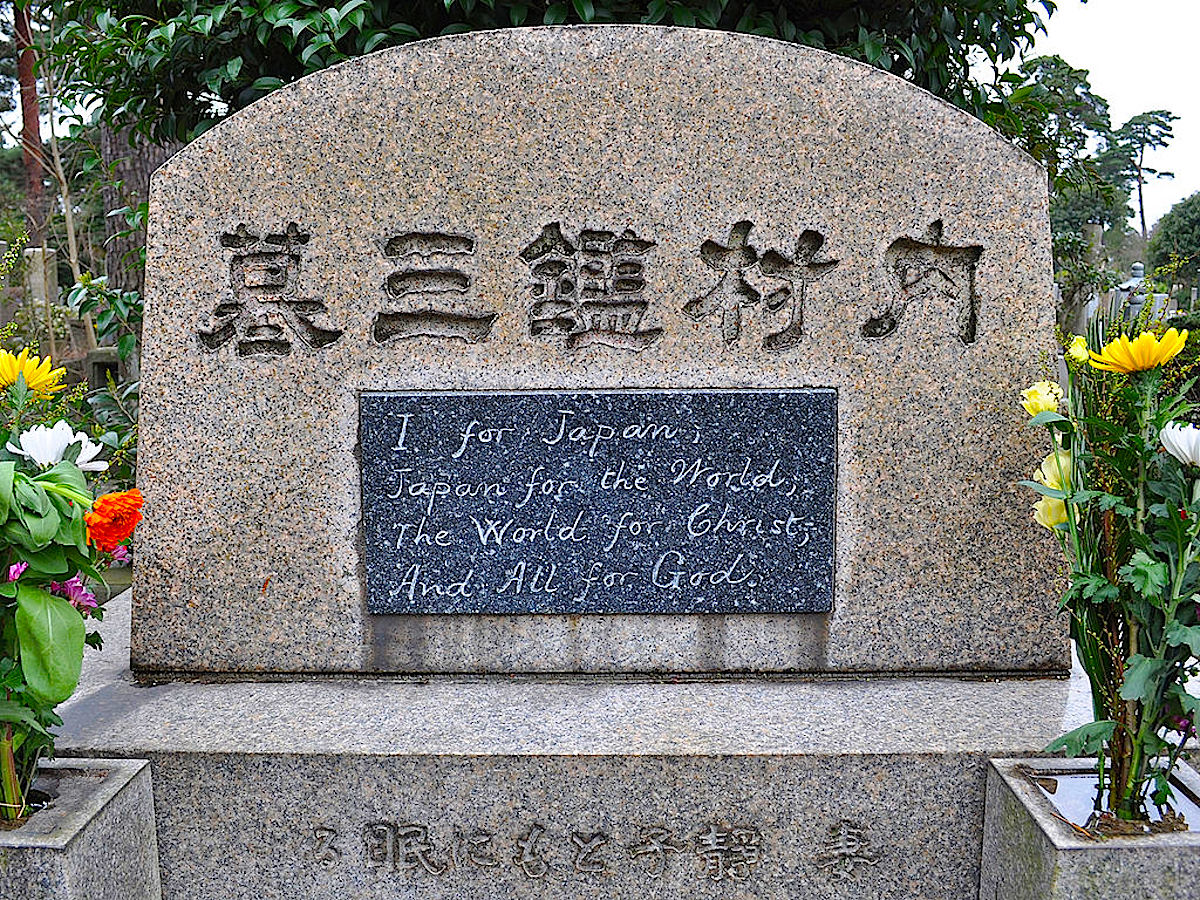 内村鑑三墓
I for Japan;
Japan for the World;
The World for Christ;
And All for God.
妻靜子ともに眠る